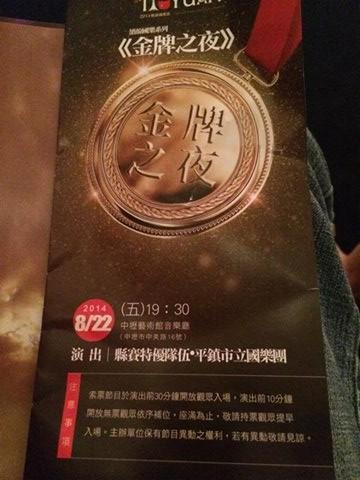 《金牌之夜》
金牌
之夜
2014
8/22
(五)19：30
中壢藝術館音樂廳
(中壢市中美路16號)
演出｜縣賽特優隊伍•平鎮市立國樂團
注意事項
索票節目於演出前30分鐘開放觀眾入場，演出前10分鐘
開放無票觀眾依序補位，座滿為止，敬請持票觀眾提早
入場。主辦單位保有節目異動之權利，若有異動敬請見諒。